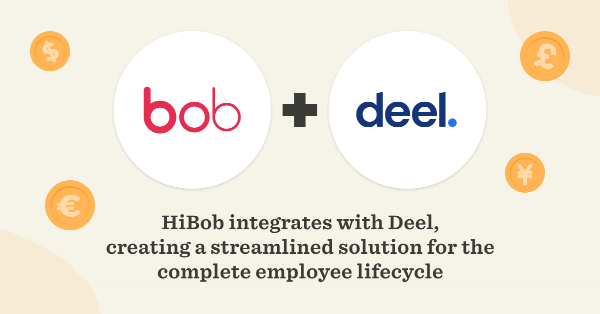 $
£
bob
deel.
€
¥
HiBob integrates with Deel,
creating a streamlined solution for the
complete employee lifecycle